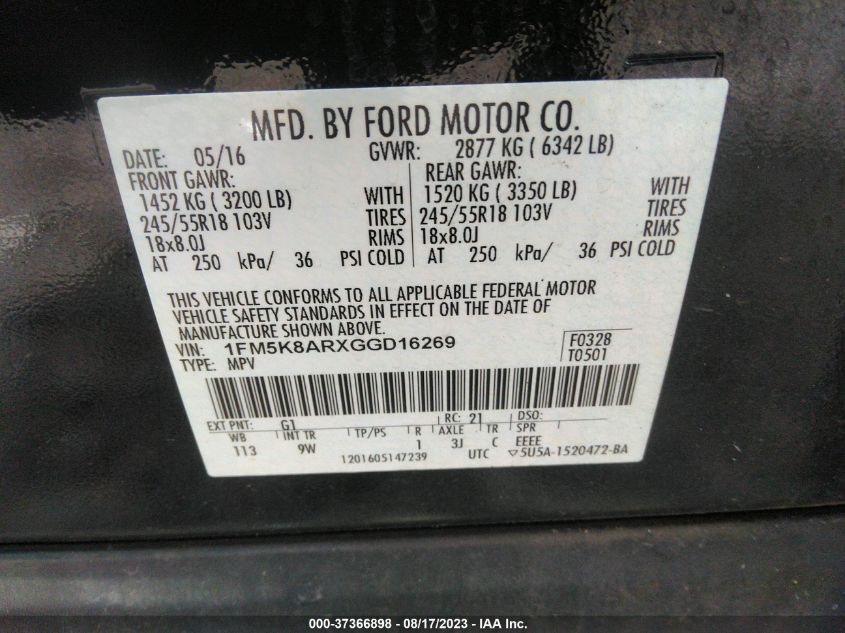 MFD. BY FORD MOTOR CO.
DATE: 05/16 GVWR: 2877 KG ( 6342 LB)
FRONT GAWR: REAR GAWR:
1452 KG ( 3200 LB) WITH 1520 KG ( 3350 LB) WITH
245/55R18 103V TIRES 245/55R18 103V TIRES
18x8.0J RIMS 18x8.0J RIMS
AT 250 kPa/ 36 PSI COLD AT 250 kPa/ 36 PSI COLD
THIS VEHICLE CONFORMS TO ALL APPLICABLE FEDERAL MOTOR
VEHICLE SAFETY STANDARDS IN EFFECT ON THE DATE OF
MANUFACTURE SHOWN ABOVE.
VIN: 1FM5K8ARXGGD16269 F0328
TYPE: MPV T0501
EXT PNT: G1 RC: 21 DSO:
WB INT TR TP/PS R AXLE TR SPR
113 9W 1 3J C EEEE
1201605147239 UTC ▽5U5A-1520472-BA
000-37366898 - 08/17/2023 - IAA Inc.